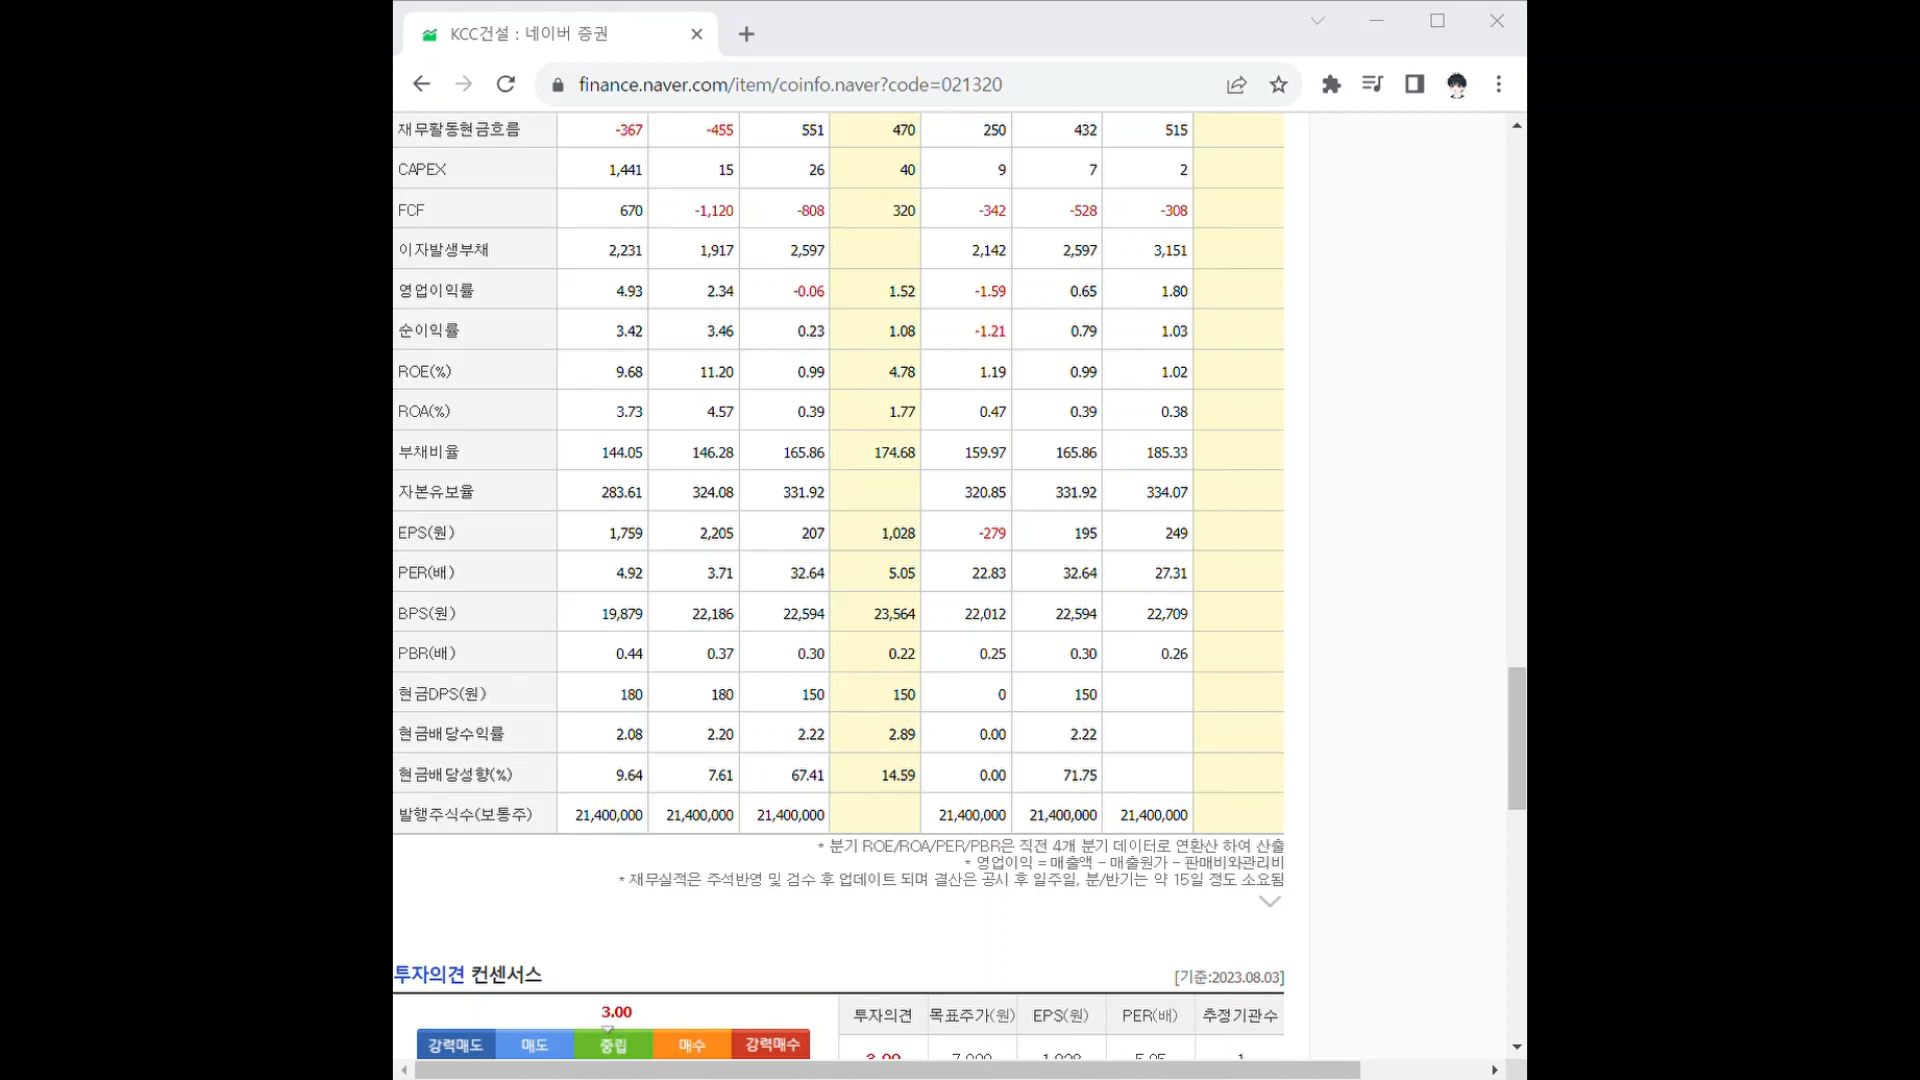 KCC건설 : 네이버 증권
finance.naver.com/item/coinfo.naver?code=021320
재무활동현금흐름 -367 -455 551 470 250 432 515
CAPEX 1,441 15 26 40 9 7 2
FCF 670 -1,120 -808 320 -342 -528 -308
이자발생부채 2,231 1,917 2,597 2,142 2,597 3,151
영업이익률 4.93 2.34 -0.06 1.52 -1.59 0.65 1.80
순이익률 3.42 3.46 0.23 1.08 -1.21 0.79 1.03
ROE(%) 9.68 11.20 0.99 4.78 1.19 0.99 1.02
ROA(%) 3.73 4.57 0.39 1.77 0.47 0.39 0.38
부채비율 144.05 146.28 165.86 174.68 159.97 165.86 185.33
자본유보율 283.61 324.08 331.92 320.85 331.92 334.07
EPS(원) 1,759 2,205 207 1,028 -279 195 249
PER(배) 4.92 3.71 32.64 5.05 22.83 32.64 27.31
BPS(원) 19,879 22,186 22,594 23,564 22,012 22,594 22,709
PBR(배) 0.44 0.37 0.30 0.22 0.25 0.30 0.26
현금DPS(원) 180 180 150 150 0 150
현금배당수익률 2.08 2.20 2.22 2.89 0.00 2.22
현금배당성향(%) 9.64 7.61 67.41 14.59 0.00 71.75
발행주식수(보통주) 21,400,000 21,400,000 21,400,000 21,400,000 21,400,000 21,400,000
* 분기 ROE/ROA/PER/PBR은 직전 4개 분기 데이터로 연환산 하여 산출
* 영업이익 = 매출액 - 매출원가 - 판매비와관리비
* 재무실적은 주석반영 및 검수 후 업데이트 되며 결산은 공시 후 일주일, 분/반기는 약 15일 정도 소요됨
투자의견 컨센서스 [기준:2023.08.03]
3.00
강력매도 매도 중립 매수 강력매수
투자의견 목표주가(원) EPS(원) PER(배) 추정기관수